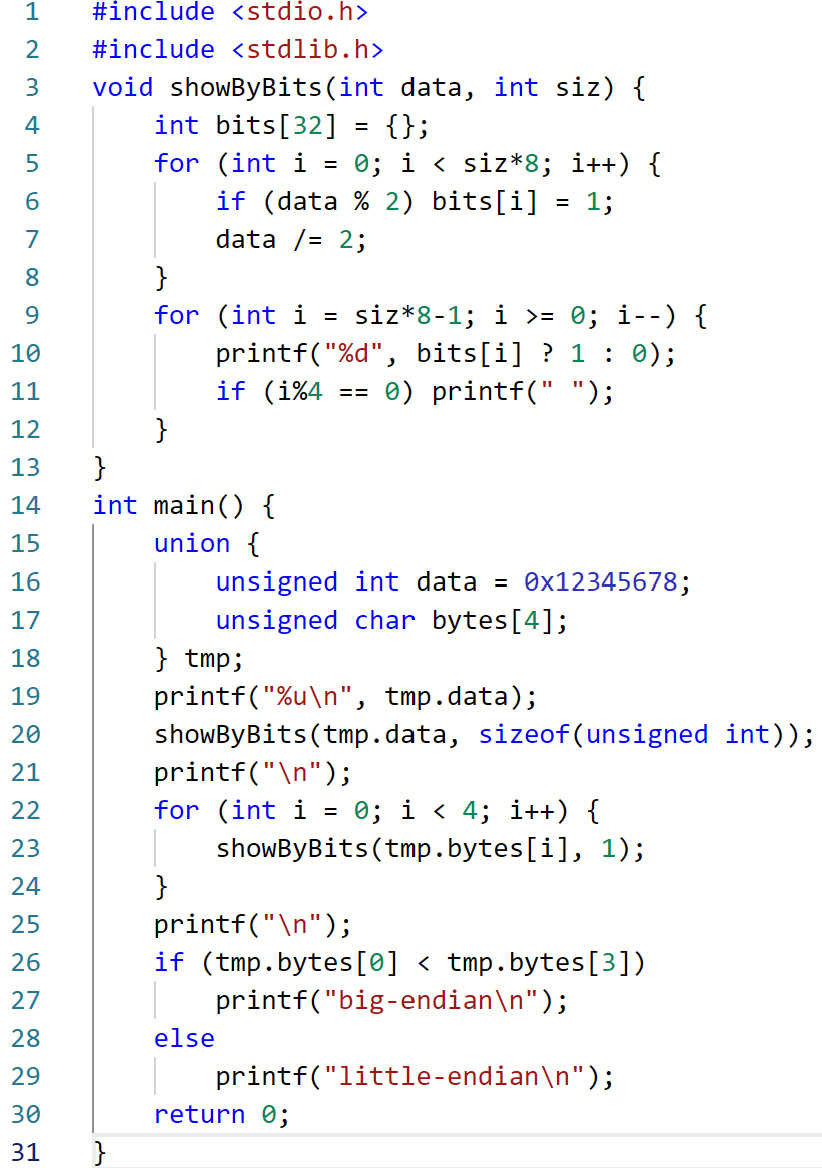 1 #include <stdio.h>
2 #include <stdlib.h>
3 void showByBits(int data, int siz) {
4     int bits[32] = {};
5     for (int i = 0; i < siz*8; i++) {
6         if (data % 2) bits[i] = 1;
7         data /= 2;
8     }
9     for (int i = siz*8-1; i >= 0; i--) {
10         printf("%d", bits[i] ? 1 : 0);
11         if (i%4 == 0) printf(" ");
12     }
13 }
14 int main() {
15     union {
16         unsigned int data = 0x12345678;
17         unsigned char bytes[4];
18     } tmp;
19     printf("%u\n", tmp.data);
20     showByBits(tmp.data, sizeof(unsigned int));
21     printf("\n");
22     for (int i = 0; i < 4; i++) {
23         showByBits(tmp.bytes[i], 1);
24     }
25     printf("\n");
26     if (tmp.bytes[0] < tmp.bytes[3])
27         printf("big-endian\n");
28     else
29         printf("little-endian\n");
30     return 0;
31 }